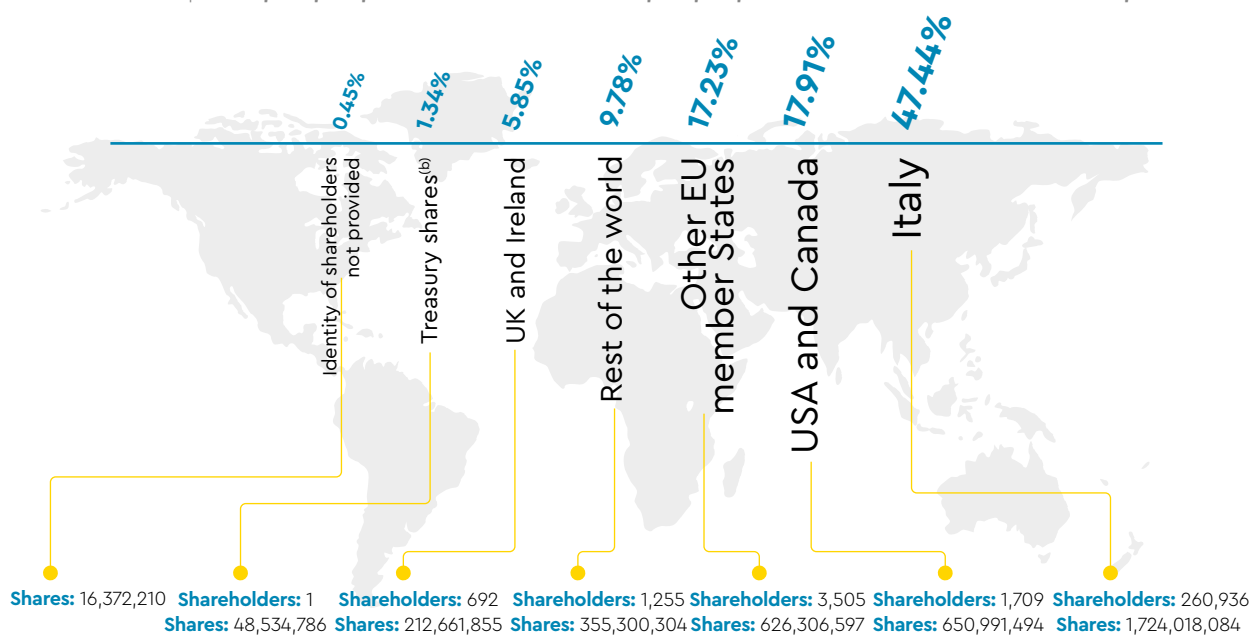 0.45%
1.34%
5.85%
9.78%
17.23%
17.91%
47.44%
Identity of shareholders
not provided
Treasury shares(b)
UK and Ireland
Rest of the world
Other EU
member States
USA and Canada
Italy
Shares: 16,372,210
Shareholders: 1
Shares: 48,534,786
Shareholders: 692
Shares: 212,661,855
Shareholders: 1,255
Shares: 355,300,304
Shareholders: 3,505
Shares: 626,306,597
Shareholders: 1,709
Shares: 650,991,494
Shareholders: 260,936
Shares: 1,724,018,084